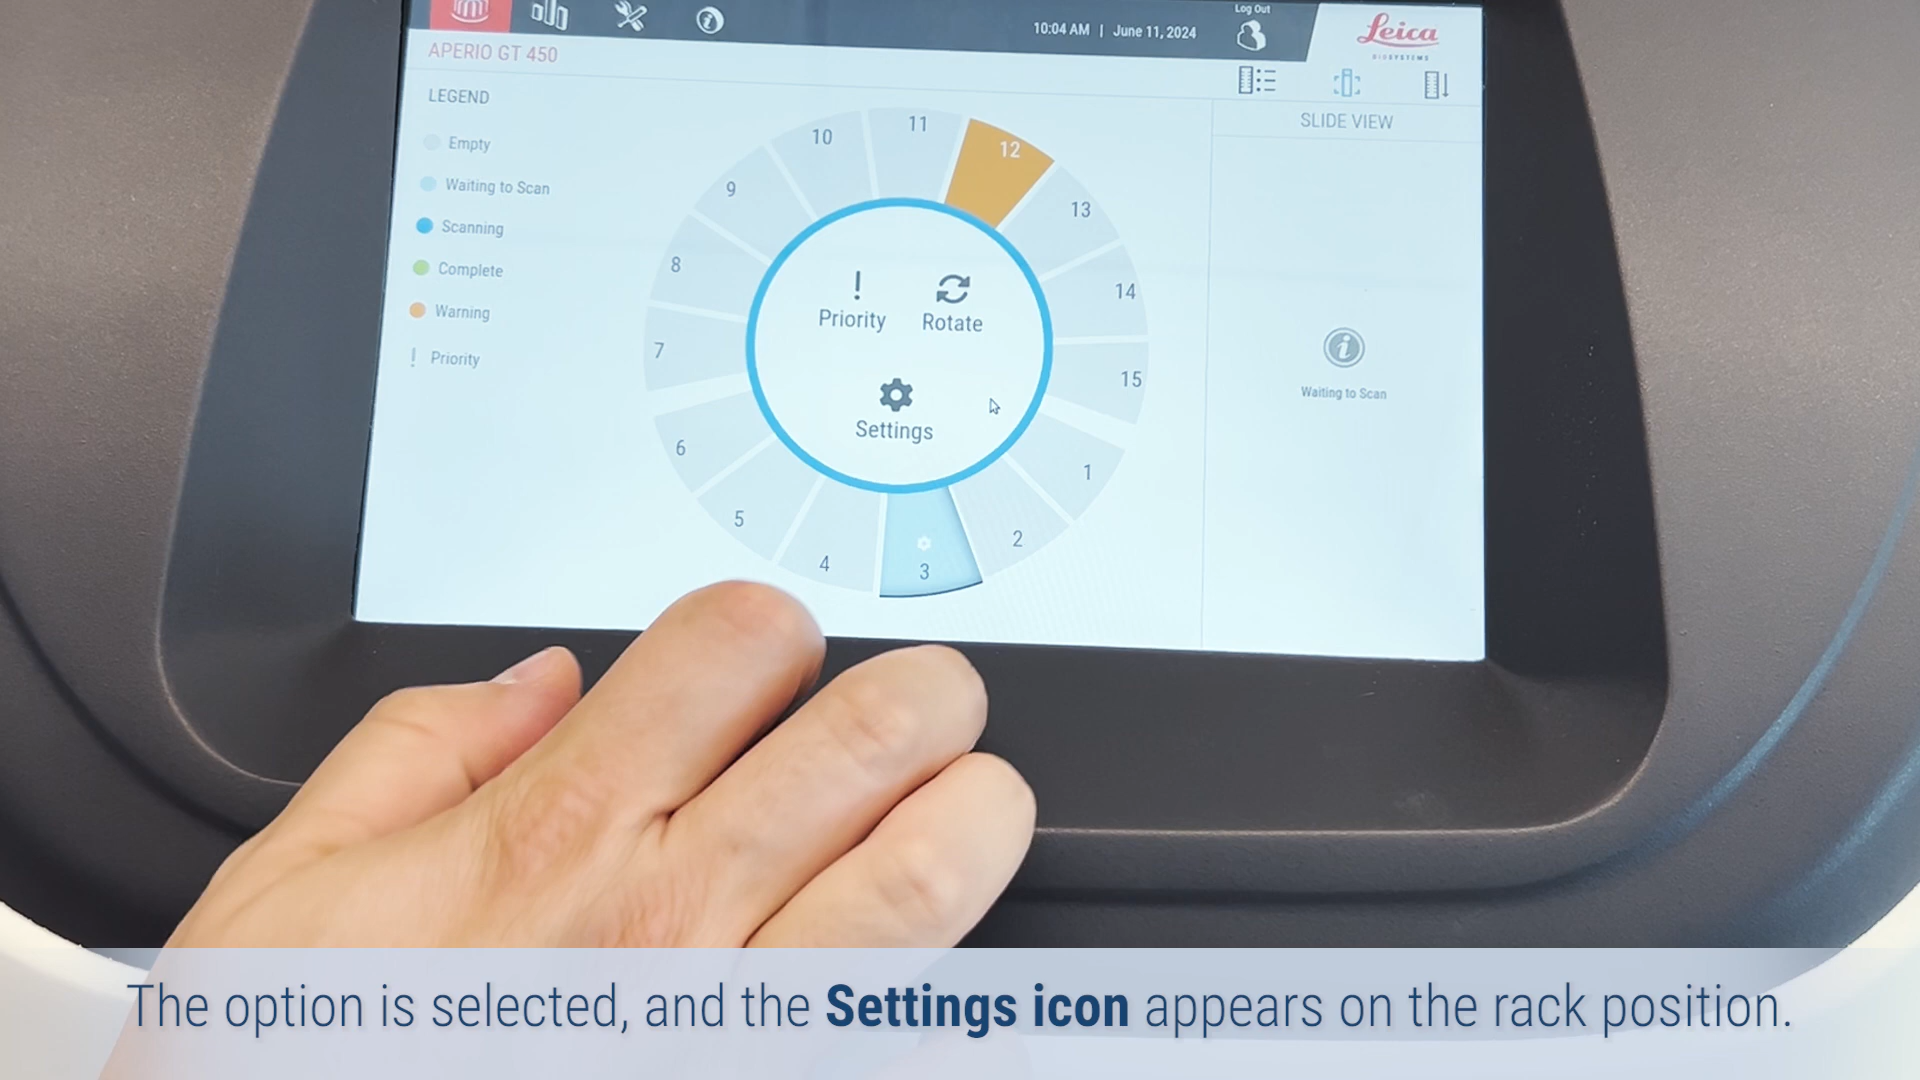 Log Out
10:04 AM | June 11, 2024
Leica
BIOSYSTEMS
APERIO GT 450
LEGEND
Empty
Waiting to Scan
Scanning
Complete
Warning
! Priority
11
12
10
13
9
14
8
15
7
1
6
2
5
3
4
! Priority
Rotate
Settings
SLIDE VIEW
i
Waiting to Scan
The option is selected, and the Settings icon appears on the rack position.